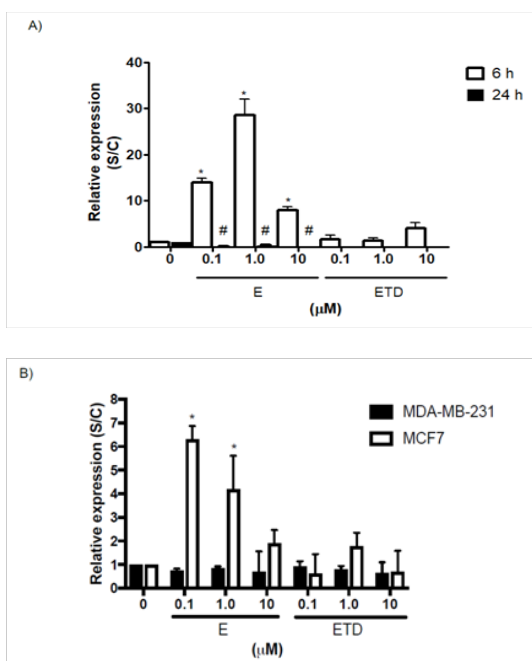 A)
6 h
24 h
Relative expression
(S/C)
40
30
20
10
0
*
*
*
# # #
0 0.1 1.0 10 0.1 1.0 10
E ETD
(µM)
B)
MDA-MB-231
MCF7
Relative expression (S/C)
8
7
6
5
4
3
2
1
0
*
*
0 0.1 1.0 10 0.1 1.0 10
E ETD
(µM)